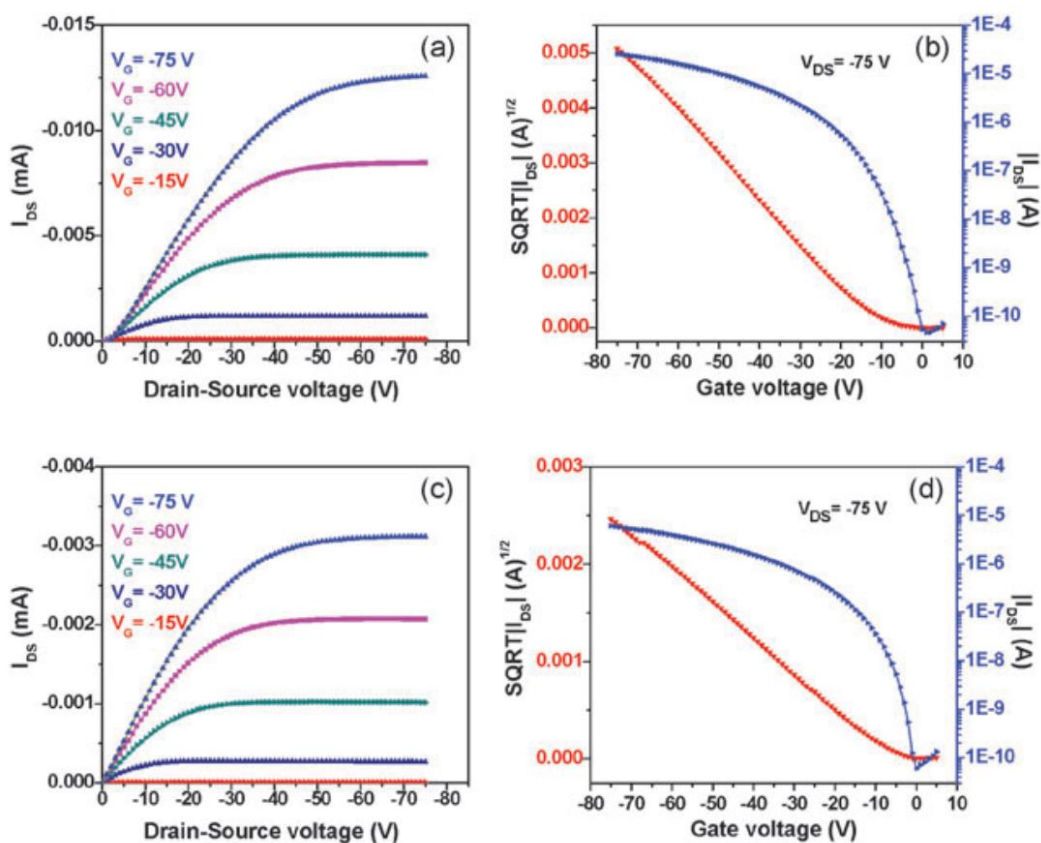 (a)
V_G= -75 V
V_G= -60V
V_G= -45V
V_G= -30V
V_G= -15V
-0.015
-0.010
-0.005
0.000
I_DS (mA)
0 -10 -20 -30 -40 -50 -60 -70 -80
Drain-Source voltage (V)
(b)
V_DS= -75 V
0.005
0.004
0.003
0.002
0.001
0.000
SQRT|I_DS| (A)^1/2
1E-4
1E-5
1E-6
1E-7
1E-8
1E-9
1E-10
|I_DS| (A)
-80 -70 -60 -50 -40 -30 -20 -10 0 10
Gate voltage (V)
(c)
V_G= -75 V
V_G= -60V
V_G= -45V
V_G= -30V
V_G= -15V
-0.004
-0.003
-0.002
-0.001
0.000
I_DS (mA)
0 -10 -20 -30 -40 -50 -60 -70 -80
Drain-Source voltage (V)
(d)
V_DS= -75 V
0.003
0.002
0.001
0.000
SQRT|I_DS| (A)^1/2
1E-4
1E-5
1E-6
1E-7
1E-8
1E-9
1E-10
|I_DS| (A)
-80 -70 -60 -50 -40 -30 -20 -10 0 10
Gate voltage (V)